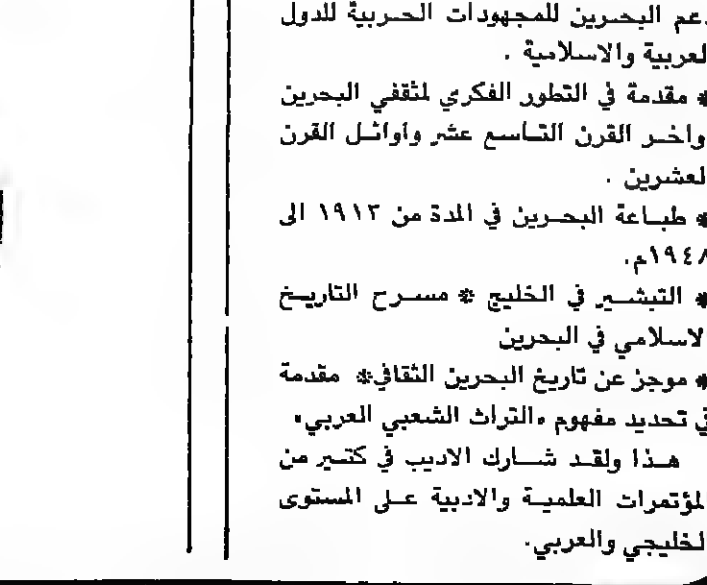 دعم البحرين للمجهودات الحربية للدول
العربية والاسلامية .
* مقدمة في التطور الفكري لمثقفي البحرين
واخر القرن التاسع عشر وأوائل القرن
العشرين .
* طباعة البحرين في المدة من ١٩١٣ الى
١٩٤٨م.
* التبشير في الخليج * مسرح التاريخ
الاسلامي في البحرين
* موجز عن تاريخ البحرين الثقافي* مقدمة
في تحديد مفهوم «التراث الشعبي العربي»
هذا ولقد شارك الاديب في كثير من
المؤتمرات العلمية والادبية على المستوى
الخليجي والعربي.